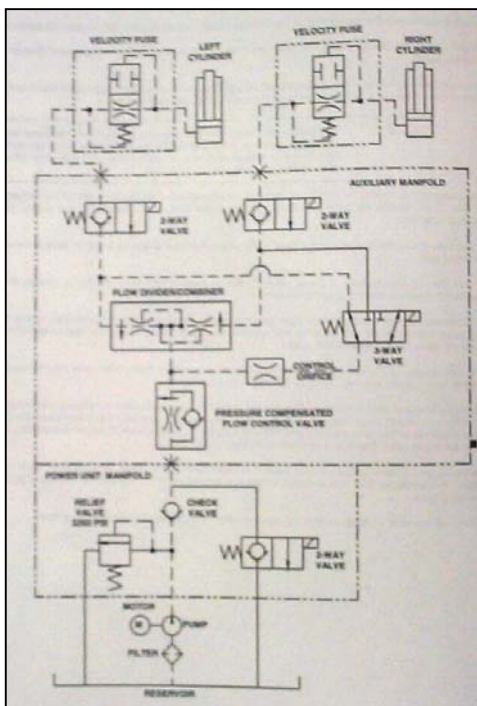 VELOCITY FUSE
LEFT
CYLINDER
VELOCITY FUSE
RIGHT
CYLINDER
AUXILIARY MANIFOLD
2-WAY
VALVE
2-WAY
VALVE
FLOW DIVIDER/COMBINER
3-WAY
VALVE
CONTROL
ORIFICE
PRESSURE COMPENSATED
FLOW CONTROL VALVE
POWER UNIT MANIFOLD
RELIEF
VALVE
PSI
CHECK
VALVE
2-WAY
VALVE
MOTOR
M
PUMP
FILTER
RESERVOIR